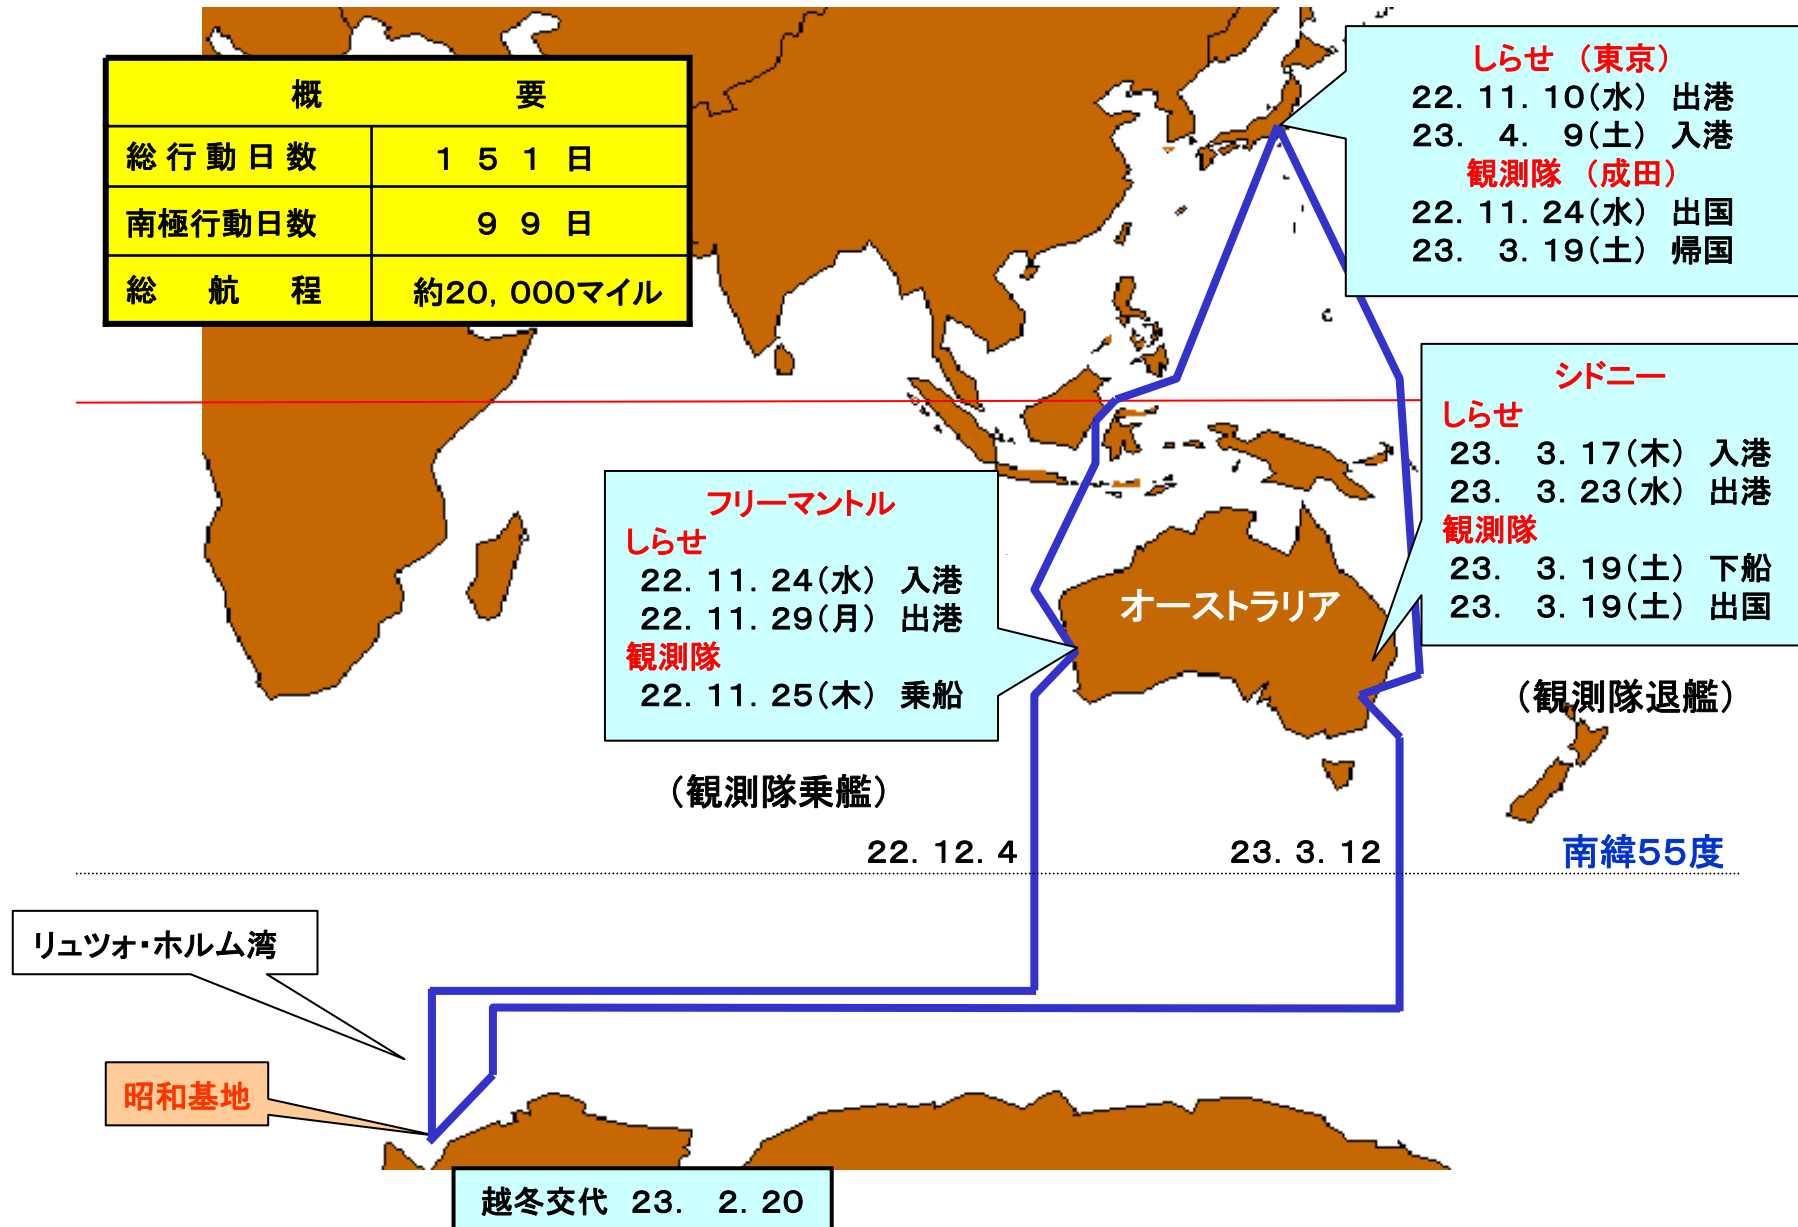 概　要
総行動日数　１５１日
南極行動日数　９９日
総航程　約20,000マイル
しらせ（東京）
22. 11. 10(水) 出港
23. 4. 9(土) 入港
観測隊（成田）
22. 11. 24(水) 出国
23. 3. 19(土) 帰国
シドニー
しらせ
23. 3. 17(木) 入港
23. 3. 23(水) 出港
観測隊
23. 3. 19(土) 下船
23. 3. 19(土) 出国
フリーマントル
しらせ
22. 11. 24(水) 入港
22. 11. 29(月) 出港
観測隊
22. 11. 25(木) 乗船
オーストラリア
(観測隊退艦)
(観測隊乗艦)
22. 12. 4
23. 3. 12
南緯55度
リュツォ・ホルム湾
昭和基地
越冬交代 23. 2. 20